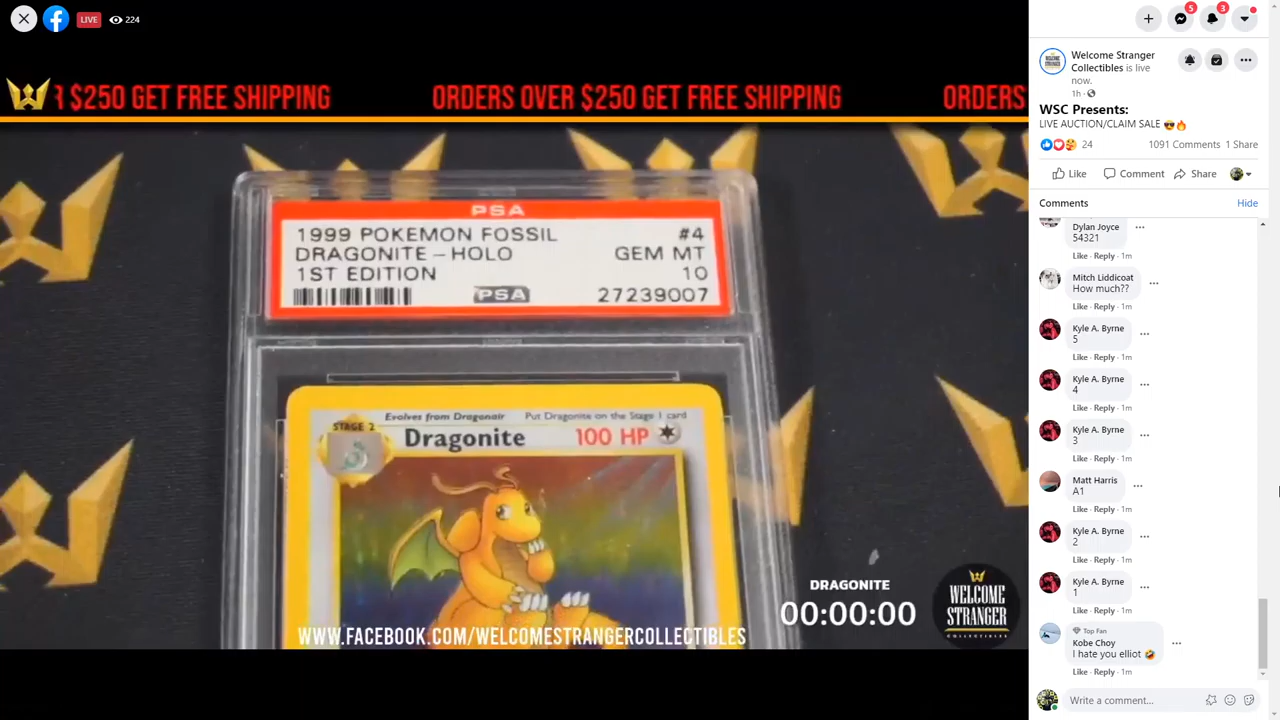 LIVE
224
5
3
Ʇ $250 GET FREE SHIPPING
ORDERS OVER $250 GET FREE SHIPPING
ORDERS
PSA
1999 POKEMON FOSSIL #4
DRAGONITE - HOLO GEM MT
1ST EDITION 10
PSA 27239007
Evolves from Dragonair
Put Dragonite on the Stage 1 card
STAGE 2
Dragonite 100 HP
DRAGONITE
00:00:00
WELCOME
STRANGER
COLLECTIBLES
WWW.FACEBOOK.COM/WELCOMESTRANGERCOLLECTIBLES
Welcome Stranger
Collectibles is live
now.
1h ·
WSC Presents:
LIVE AUCTION/CLAIM SALE 😎🔥
24 1091 Comments 1 Share
Like Comment Share
Comments Hide
Dylan Joyce
54321
Like · Reply · 1m
Mitch Liddicoat
How much??
Like · Reply · 1m
Kyle A. Byrne
5
Like · Reply · 1m
Kyle A. Byrne
4
Like · Reply · 1m
Kyle A. Byrne
3
Like · Reply · 1m
Matt Harris
A1
Like · Reply · 1m
Kyle A. Byrne
2
Like · Reply · 1m
Kyle A. Byrne
1
Like · Reply · 1m
Top Fan
Kobe Choy
I hate you elliot 🤣
Like · Reply · 1m
Write a comment...